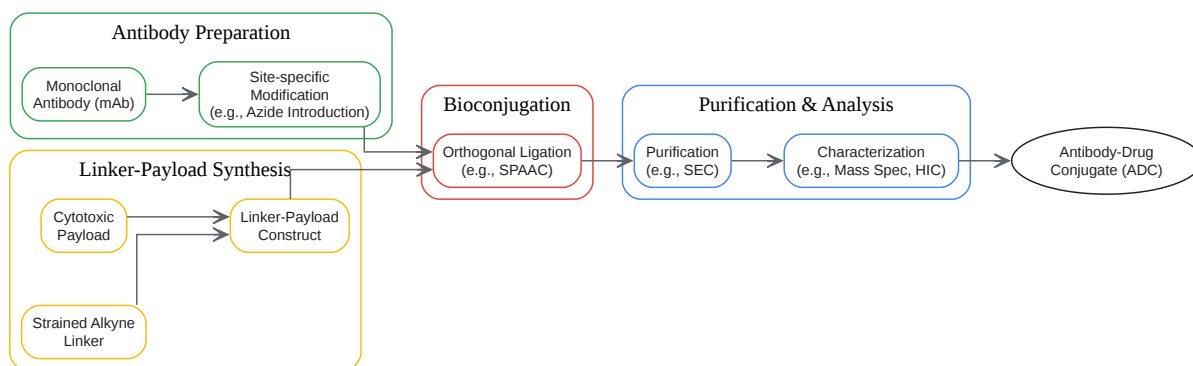 Antibody Preparation
Monoclonal
Antibody (mAb)
Site-specific
Modification
(e.g., Azide Introduction)
Linker-Payload Synthesis
Cytotoxic
Payload
Linker-Payload
Construct
Strained Alkyne
Linker
Bioconjugation
Orthogonal Ligation
(e.g., SPAAC)
Purification & Analysis
Purification
(e.g., SEC)
Characterization
(e.g., Mass Spec, HIC)
Antibody-Drug
Conjugate (ADC)